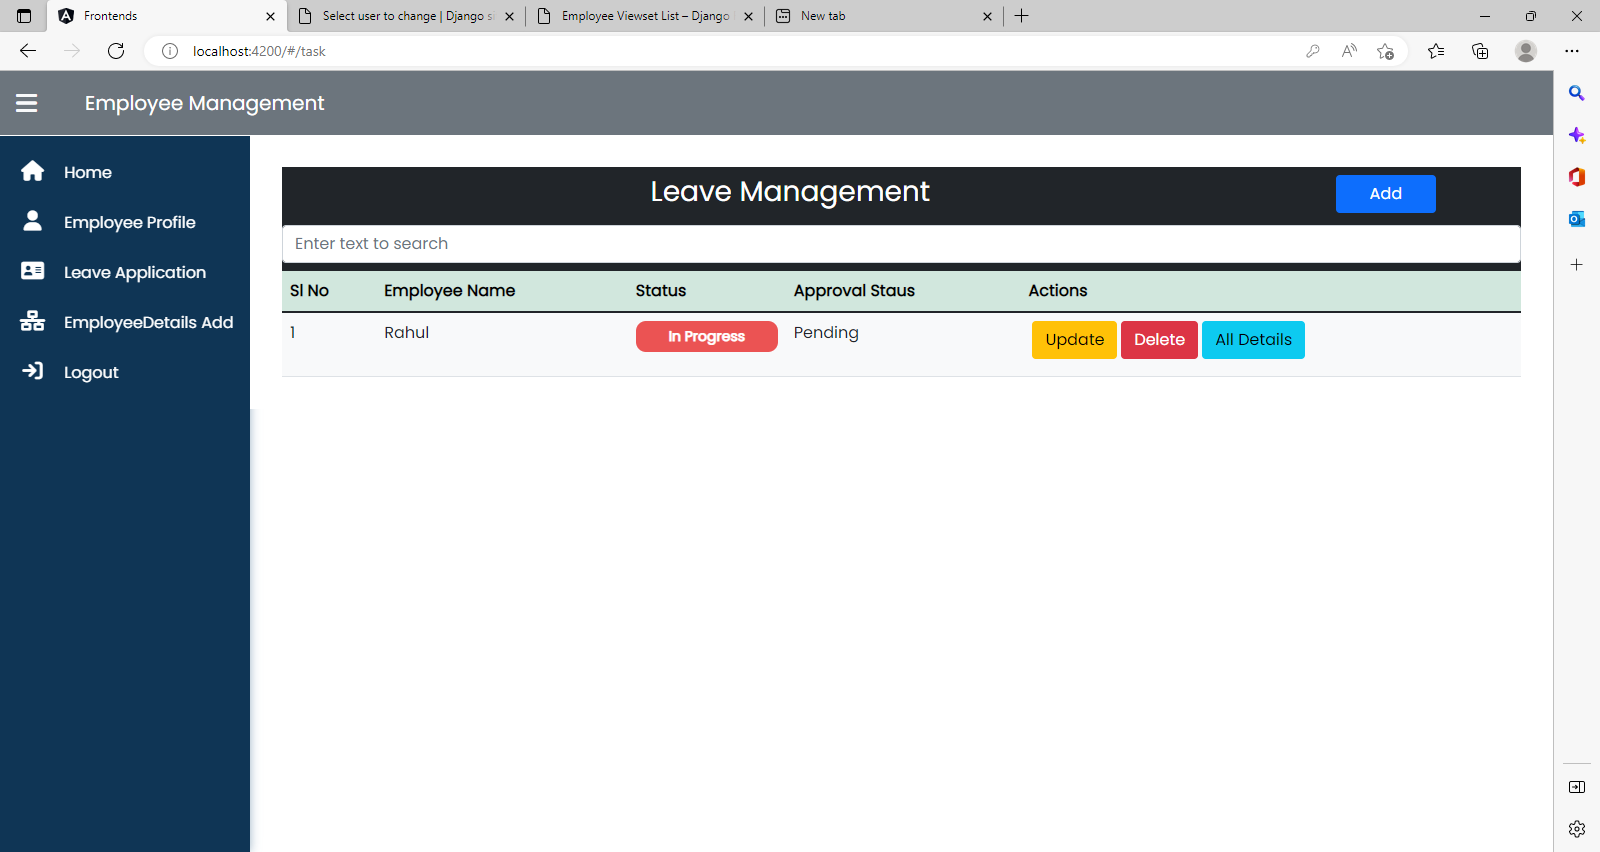 Frontends
Select user to change | Django s
Employee Viewset List – Django
New tab
localhost:4200/#/task
Employee Management
Home
Employee Profile
Leave Application
EmployeeDetails Add
Logout
Leave Management
Add
Enter text to search
Sl No Employee Name Status Approval Staus Actions
1 Rahul In Progress Pending Update Delete All Details